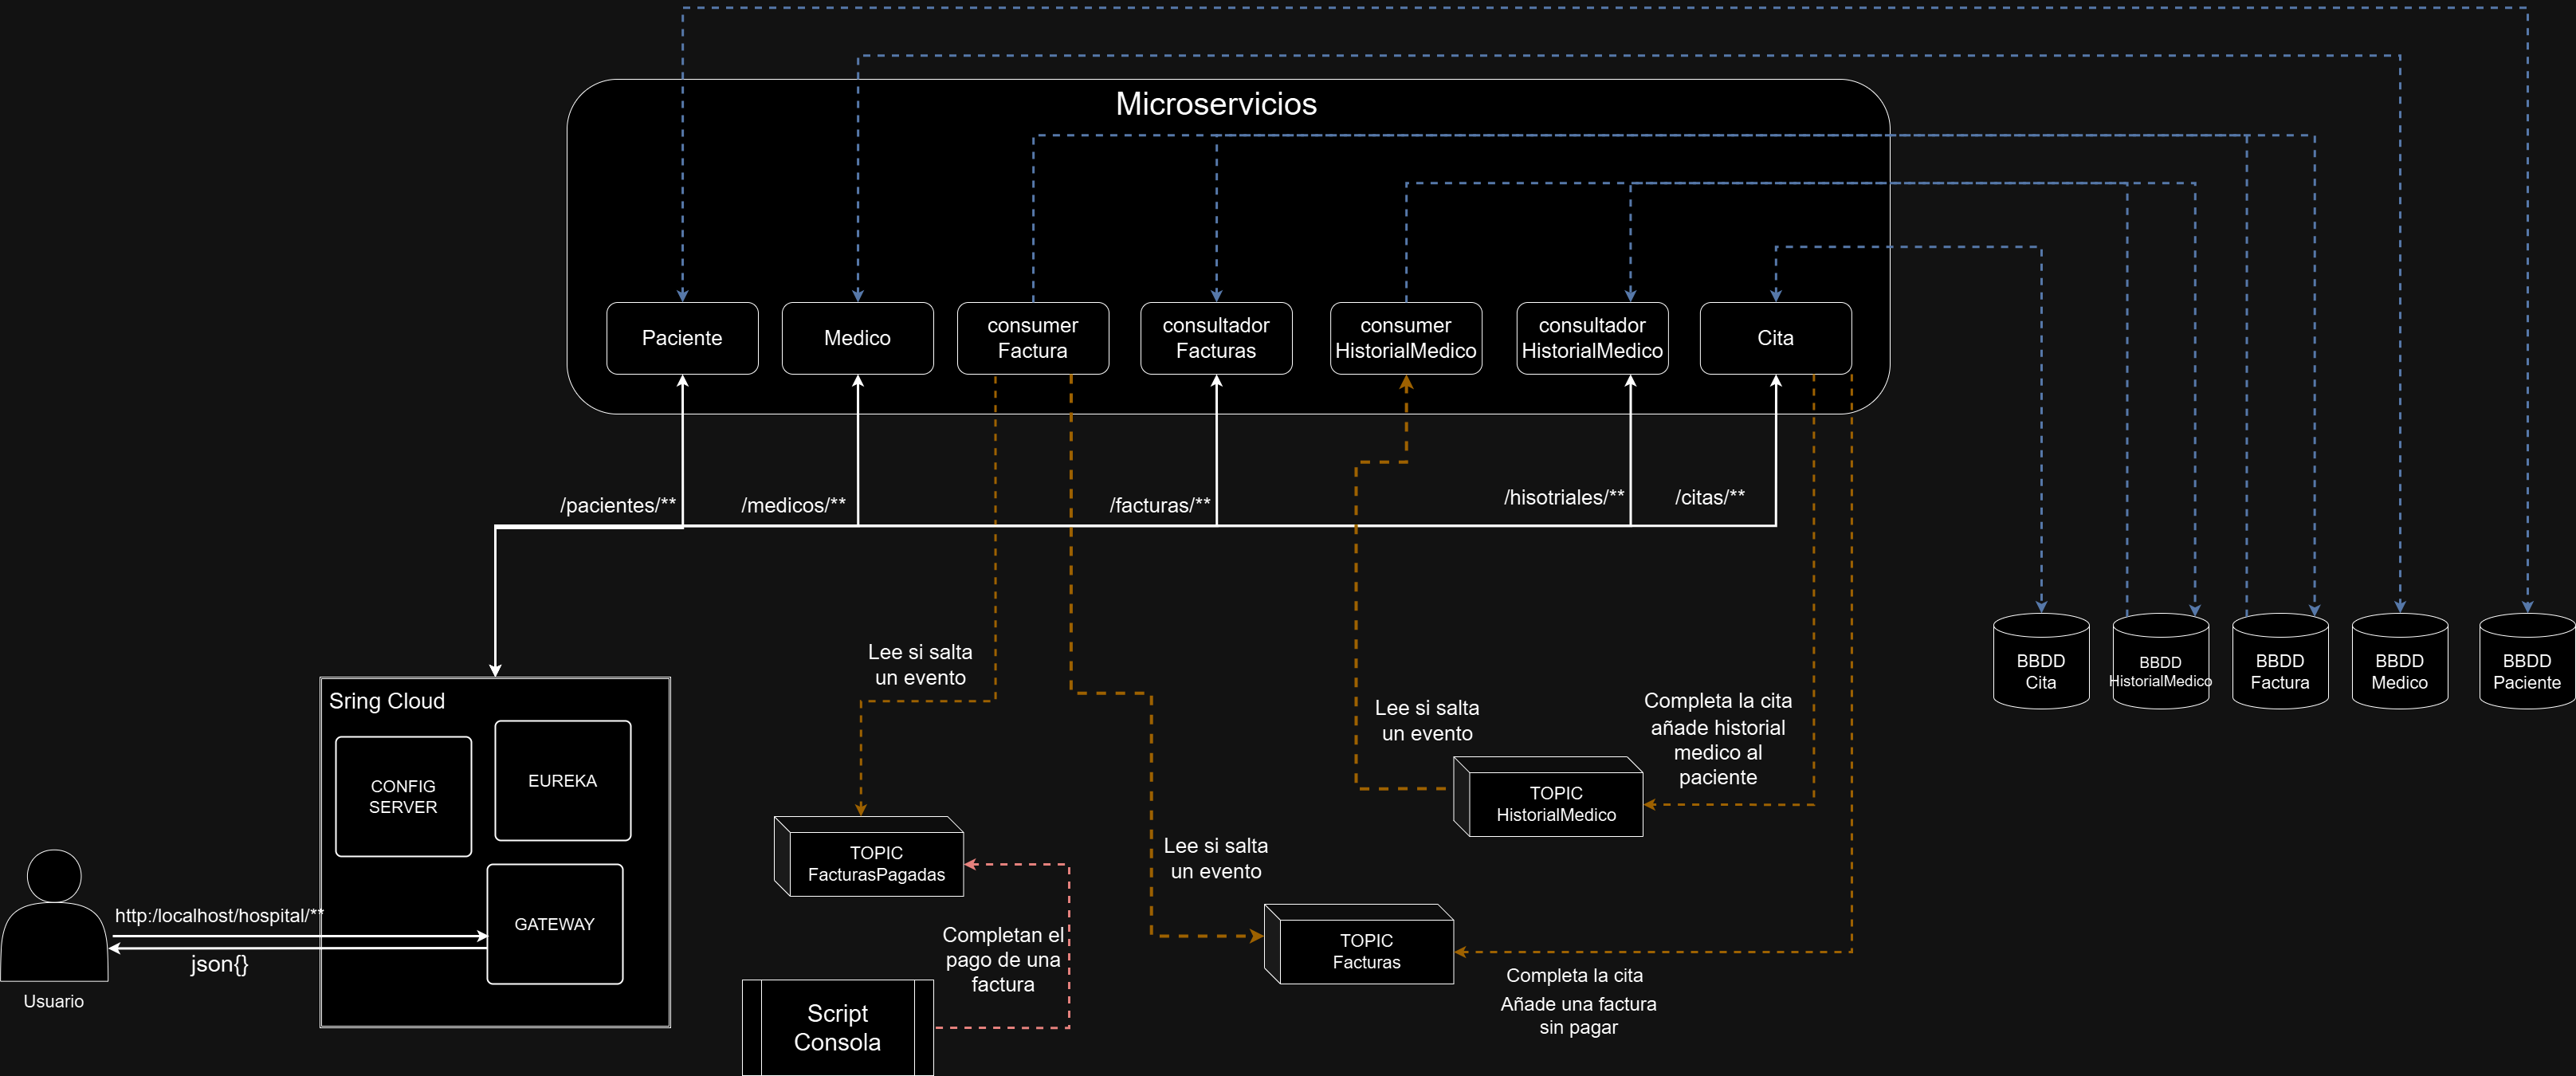 Microservicios
Paciente
Medico
consumer
Factura
consultador
Facturas
consumer
HistorialMedico
consultador
HistorialMedico
Cita
/pacientes/**
/medicos/**
/facturas/**
/hisotriales/**
/citas/**
Lee si salta
un evento
Sring Cloud
CONFIG
SERVER
EUREKA
GATEWAY
http:/localhost/hospital/**
json{}
Usuario
TOPIC
FacturasPagadas
Completan el
pago de una
factura
Script
Consola
Lee si salta
un evento
TOPIC
Facturas
Completa la cita
Añade una factura
sin pagar
Lee si salta
un evento
TOPIC
HistorialMedico
Completa la cita
añade historial
medico al
paciente
BBDD
Cita
BBDD
HistorialMedico
BBDD
Factura
BBDD
Medico
BBDD
Paciente